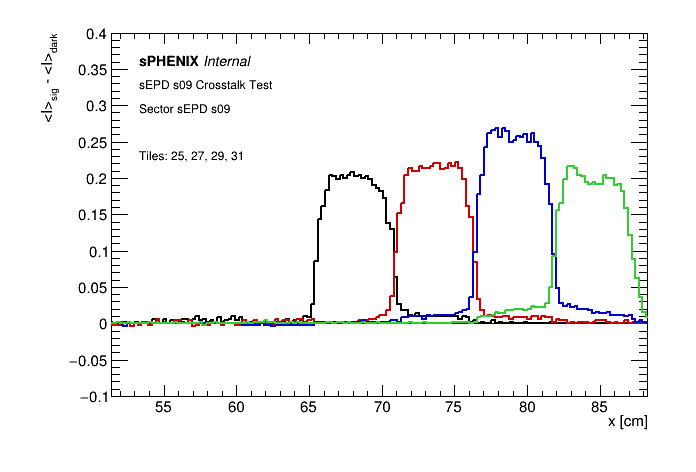 <I>sig - <I>dark
0.4
0.35
0.3
0.25
0.2
0.15
0.1
0.05
0
−0.05
−0.1
sPHENIX Internal
sEPD s09 Crosstalk Test
Sector sEPD s09
Tiles: 25, 27, 29, 31
55 60 65 70 75 80 85
x [cm]